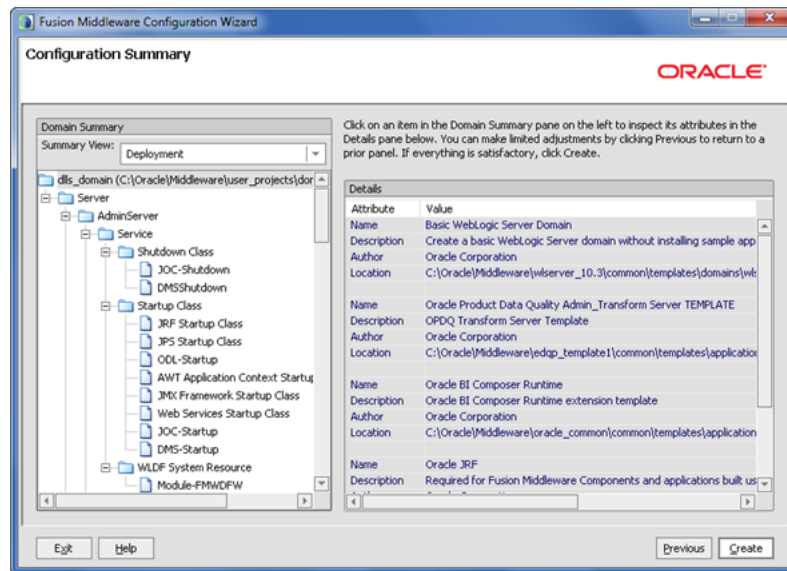 Fusion Middleware Configuration Wizard
Configuration Summary
ORACLE
Domain Summary
Summary View:
Deployment
dlls_domain (C:\Oracle\Middleware\user_projects\dor
Server
AdminServer
Service
Shutdown Class
JOC-Shutdown
DMSShutdown
Startup Class
JRF Startup Class
JPS Startup Class
ODL-Startup
AWT Application Context Startup
JMX Framework Startup Class
Web Services Startup Class
JOC-Startup
DMS-Startup
WLDF System Resource
Module-FMWDFW
Click on an item in the Domain Summary pane on the left to inspect its attributes in the
Details pane below. You can make limited adjustments by clicking Previous to return to a
prior panel. If everything is satisfactory, click Create.
Details
Attribute Value
Name Basic WebLogic Server Domain
Description Create a basic WebLogic Server domain without installing sample app
Author Oracle Corporation
Location C:\Oracle\Middleware\wlserver_10.3\common\templates\domains\wls
Name Oracle Product Data Quality Admin_Transform Server TEMPLATE
Description OPDQ Transform Server Template
Author Oracle Corporation
Location C:\Oracle\Middleware\edqp_template1\common\templates\application
Name Oracle BI Composer Runtime
Description Oracle BI Composer Runtime extension template
Author Oracle Corporation
Location C:\Oracle\Middleware\oracle_common\common\templates\application
Name Oracle JRF
Description Required for Fusion Middleware Components and applications built us
Exit Help Previous Create